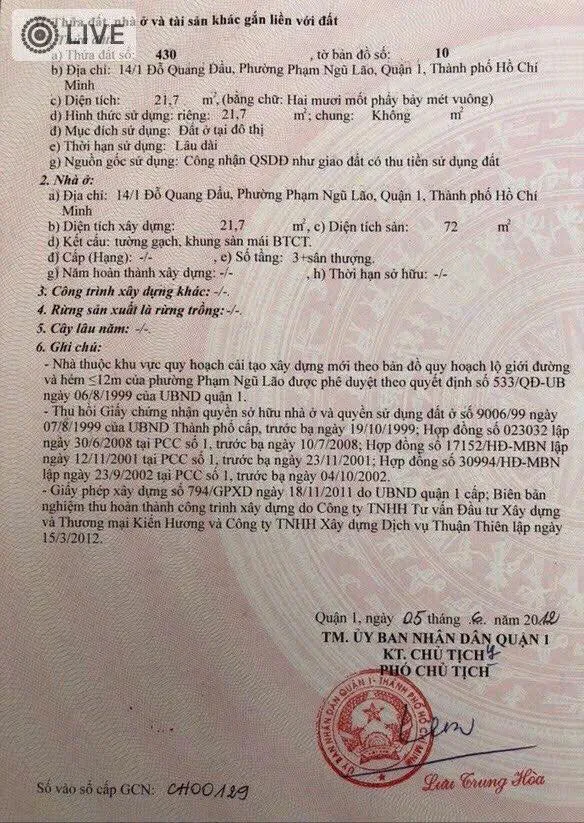 LIVE
Thửa đất, nhà ở và tài sản khác gắn liền với đất
a) Thửa đất số: 430 , tờ bản đồ số: 10
b) Địa chỉ: 14/1 Đỗ Quang Đẩu, Phường Phạm Ngũ Lão, Quận 1, Thành phố Hồ Chí
Minh
c) Diện tích: 21,7 m², (bằng chữ: Hai mươi mốt phẩy bảy mét vuông)
d) Hình thức sử dụng: riêng: 21,7 m²; chung: Không m²
đ) Mục đích sử dụng: Đất ở tại đô thị
e) Thời hạn sử dụng: Lâu dài
g) Nguồn gốc sử dụng: Công nhận QSDĐ như giao đất có thu tiền sử dụng đất
2. Nhà ở:
a) Địa chỉ: 14/1 Đỗ Quang Đẩu, Phường Phạm Ngũ Lão, Quận 1, Thành phố Hồ Chí
Minh
b) Diện tích xây dựng: 21,7 m², c) Diện tích sàn: 72 m²
d) Kết cấu: tường gạch, khung sàn mái BTCT.
đ) Cấp (Hạng): -/- , e) Số tầng: 3+sân thượng.
g) Năm hoàn thành xây dựng: -/- , h) Thời hạn sở hữu: -/-
3. Công trình xây dựng khác: -/-.
4. Rừng sản xuất là rừng trồng:-/-.
5. Cây lâu năm: -/-.
6. Ghi chú:
- Nhà thuộc khu vực quy hoạch cải tạo xây dựng mới theo bản đồ quy hoạch lộ giới đường
và hẻm ≤12m của phường Phạm Ngũ Lão được phê duyệt theo quyết định số 533/QĐ-UB
ngày 06/8/1999 của UBND quận 1.
- Thu hồi Giấy chứng nhận quyền sở hữu nhà ở và quyền sử dụng đất ở số 9006/99 ngày
07/8/1999 của UBND Thành phố cấp, trước bạ ngày 19/10/1999; Hợp đồng số 023032 lập
ngày 30/6/2008 tại PCC số 1, trước bạ ngày 10/7/2008; Hợp đồng số 17152/HĐ-MBN lập
ngày 12/11/2001 tại PCC số 1, trước bạ ngày 23/11/2001; Hợp đồng số 30994/HĐ-MBN
lập ngày 23/9/2002 tại PCC số 1, trước bạ ngày 04/10/2002.
- Giấy phép xây dựng số 794/GPXD ngày 18/11/2011 do UBND quận 1 cấp; Biên bản
nghiệm thu hoàn thành công trình xây dựng do Công ty TNHH Tư vấn Đầu tư Xây dựng
và Thương mại Kiến Hương và Công ty TNHH Xây dựng Dịch vụ Thuận Thiên lập ngày
15/3/2012.
Quận 1, ngày 05 tháng 6 năm 2012
TM. ỦY BAN NHÂN DÂN QUẬN 1
KT. CHỦ TỊCH
PHÓ CHỦ TỊCH
ỦY BAN NHÂN DÂN QUẬN 1 - THÀNH PHỐ HỒ CHÍ MINH
Lưu Trung Hòa
Số vào sổ cấp GCN: CH00129